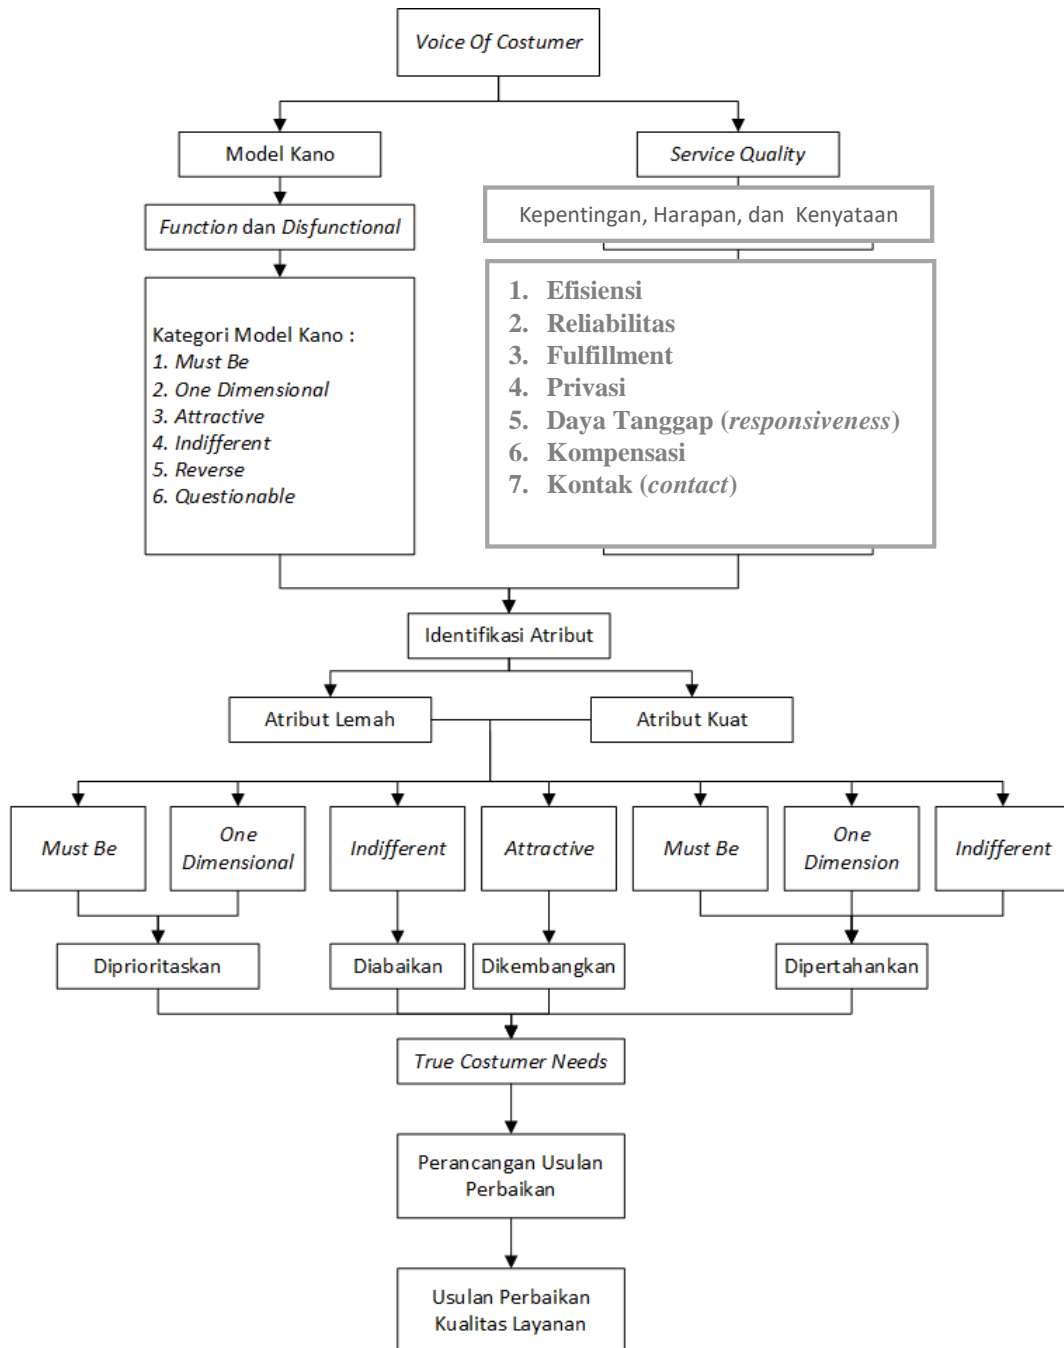 Voice Of Costumer
Model Kano
Service Quality
Function dan Disfunctional
Kepentingan, Harapan, dan Kenyataan
Kategori Model Kano :
1. Must Be
2. One Dimensional
3. Attractive
4. Indifferent
5. Reverse
6. Questionable
1. Efisiensi
2. Reliabilitas
3. Fulfillment
4. Privasi
5. Daya Tanggap (responsiveness)
6. Kompensasi
7. Kontak (contact)
Identifikasi Atribut
Atribut Lemah
Atribut Kuat
Must Be
One
Dimensional
Indifferent
Attractive
Must Be
One
Dimension
Indifferent
Diprioritaskan
Diabaikan
Dikembangkan
Dipertahankan
True Costumer Needs
Perancangan Usulan
Perbaikan
Usulan Perbaikan
Kualitas Layanan